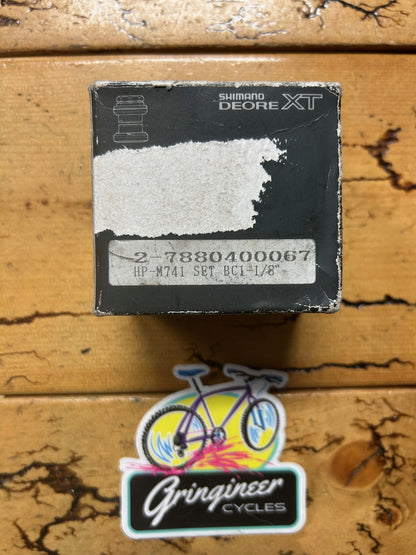 SHIMANO
DEORE XT
2-7880400067
HP-M741 SET BC1-1/8"
Gringineer
CYCLES